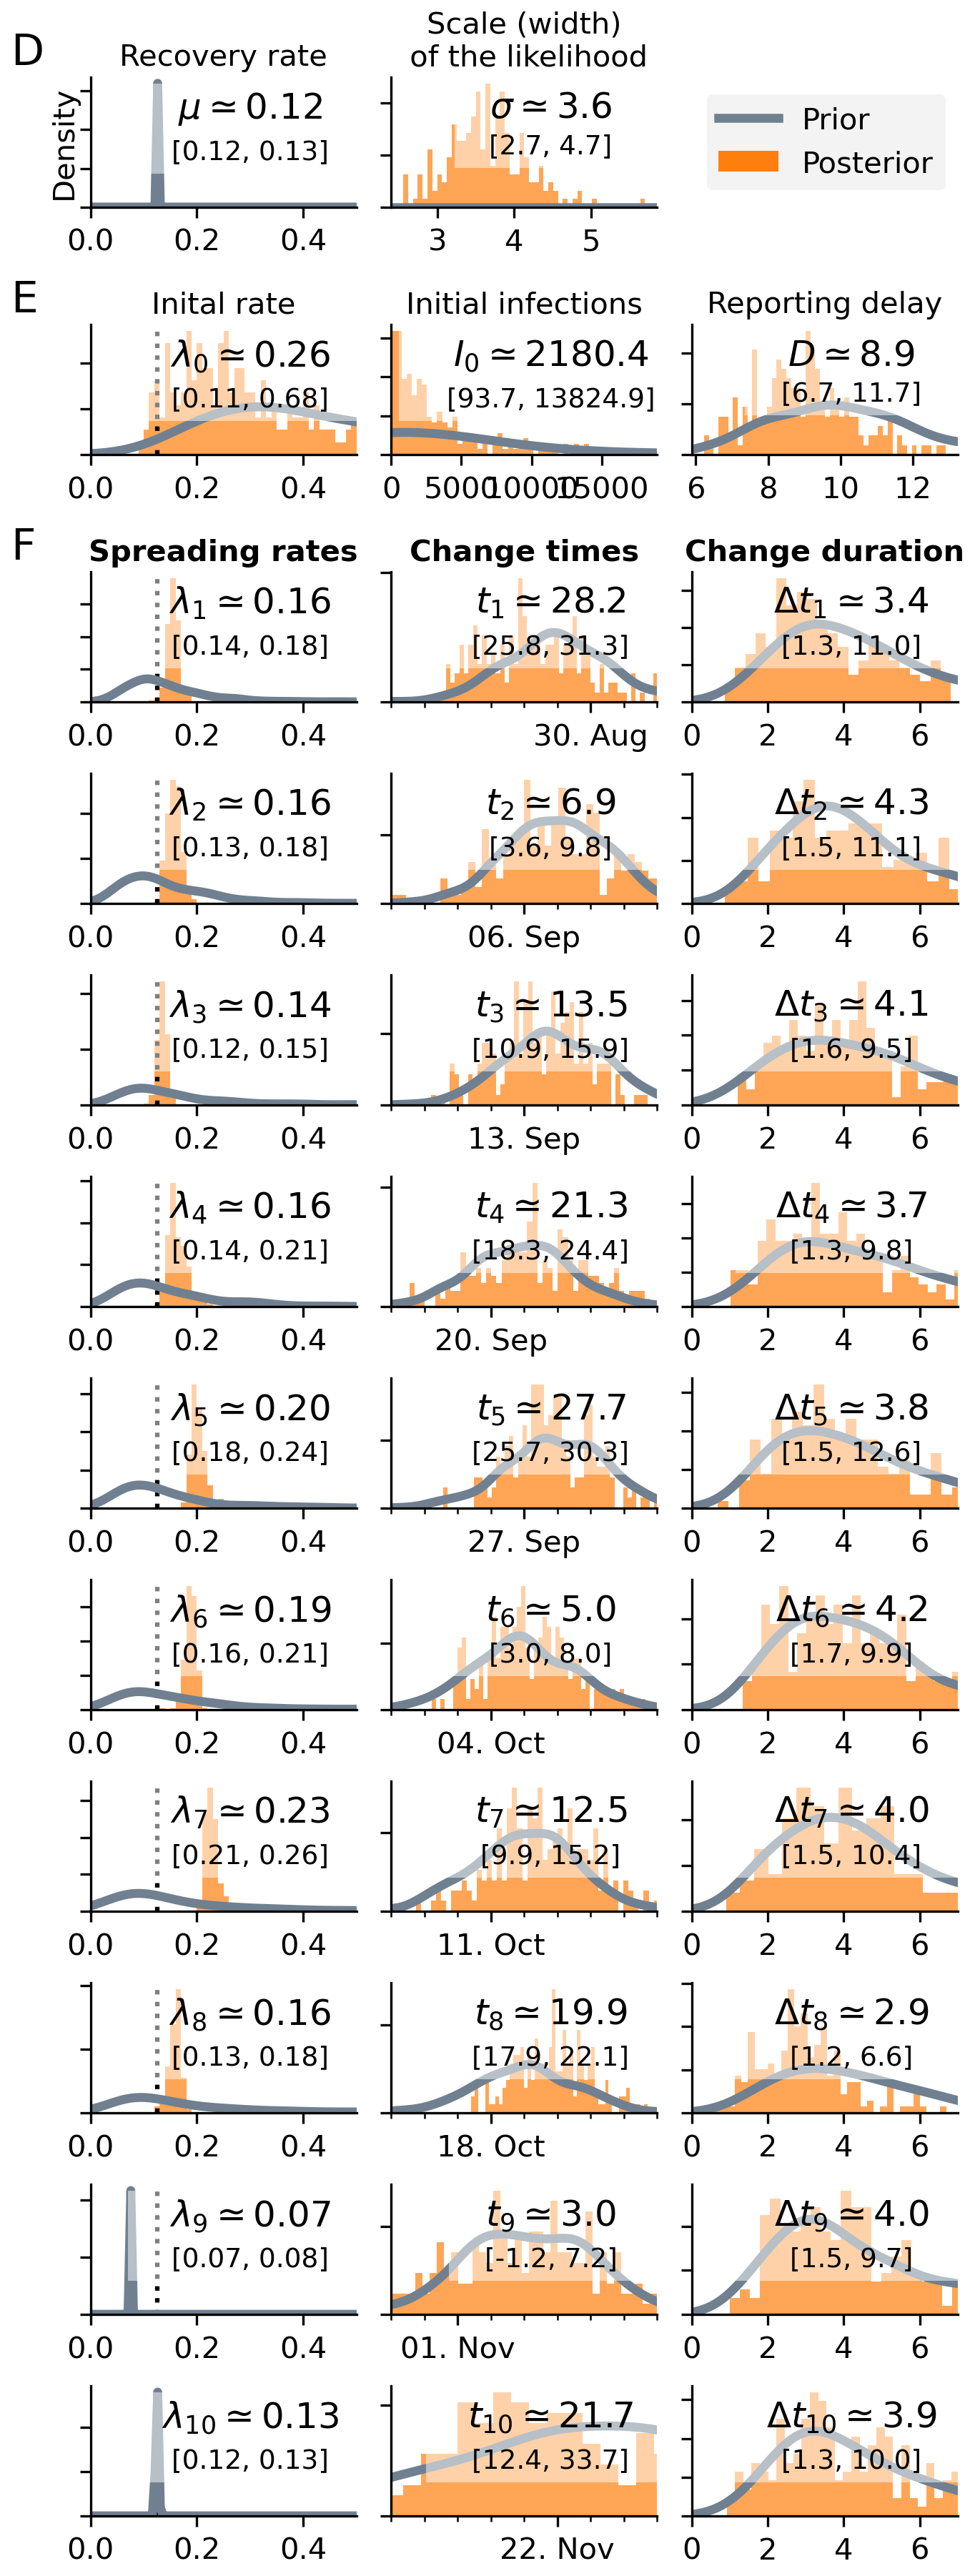 D
Recovery rate
Scale (width)
of the likelihood
Density
μ ≃ 0.12
[0.12, 0.13]
0.0 0.2 0.4
σ ≃ 3.6
[2.7, 4.7]
3 4 5
Prior
Posterior
E
Inital rate
λ0 ≃ 0.26
[0.11, 0.68]
0.0 0.2 0.4
Initial infections
I0 ≃ 2180.4
[93.7, 13824.9]
0 5000 10000 15000
Reporting delay
D ≃ 8.9
[6.7, 11.7]
6 8 10 12
F
Spreading rates Change times Change duration
λ1 ≃ 0.16
[0.14, 0.18]
0.0 0.2 0.4
t1 ≃ 28.2
[25.8, 31.3]
30. Aug
Δt1 ≃ 3.4
[1.3, 11.0]
0 2 4 6
λ2 ≃ 0.16
[0.13, 0.18]
0.0 0.2 0.4
t2 ≃ 6.9
[3.6, 9.8]
06. Sep
Δt2 ≃ 4.3
[1.5, 11.1]
0 2 4 6
λ3 ≃ 0.14
[0.12, 0.15]
0.0 0.2 0.4
t3 ≃ 13.5
[10.9, 15.9]
13. Sep
Δt3 ≃ 4.1
[1.6, 9.5]
0 2 4 6
λ4 ≃ 0.16
[0.14, 0.21]
0.0 0.2 0.4
t4 ≃ 21.3
[18.3, 24.4]
20. Sep
Δt4 ≃ 3.7
[1.3, 9.8]
0 2 4 6
λ5 ≃ 0.20
[0.18, 0.24]
0.0 0.2 0.4
t5 ≃ 27.7
[25.7, 30.3]
27. Sep
Δt5 ≃ 3.8
[1.5, 12.6]
0 2 4 6
λ6 ≃ 0.19
[0.16, 0.21]
0.0 0.2 0.4
t6 ≃ 5.0
[3.0, 8.0]
04. Oct
Δt6 ≃ 4.2
[1.7, 9.9]
0 2 4 6
λ7 ≃ 0.23
[0.21, 0.26]
0.0 0.2 0.4
t7 ≃ 12.5
[9.9, 15.2]
11. Oct
Δt7 ≃ 4.0
[1.5, 10.4]
0 2 4 6
λ8 ≃ 0.16
[0.13, 0.18]
0.0 0.2 0.4
t8 ≃ 19.9
[17.9, 22.1]
18. Oct
Δt8 ≃ 2.9
[1.2, 6.6]
0 2 4 6
λ9 ≃ 0.07
[0.07, 0.08]
0.0 0.2 0.4
t9 ≃ 3.0
[-1.2, 7.2]
01. Nov
Δt9 ≃ 4.0
[1.5, 9.7]
0 2 4 6
λ10 ≃ 0.13
[0.12, 0.13]
0.0 0.2 0.4
t10 ≃ 21.7
[12.4, 33.7]
22. Nov
Δt10 ≃ 3.9
[1.3, 10.0]
0 2 4 6